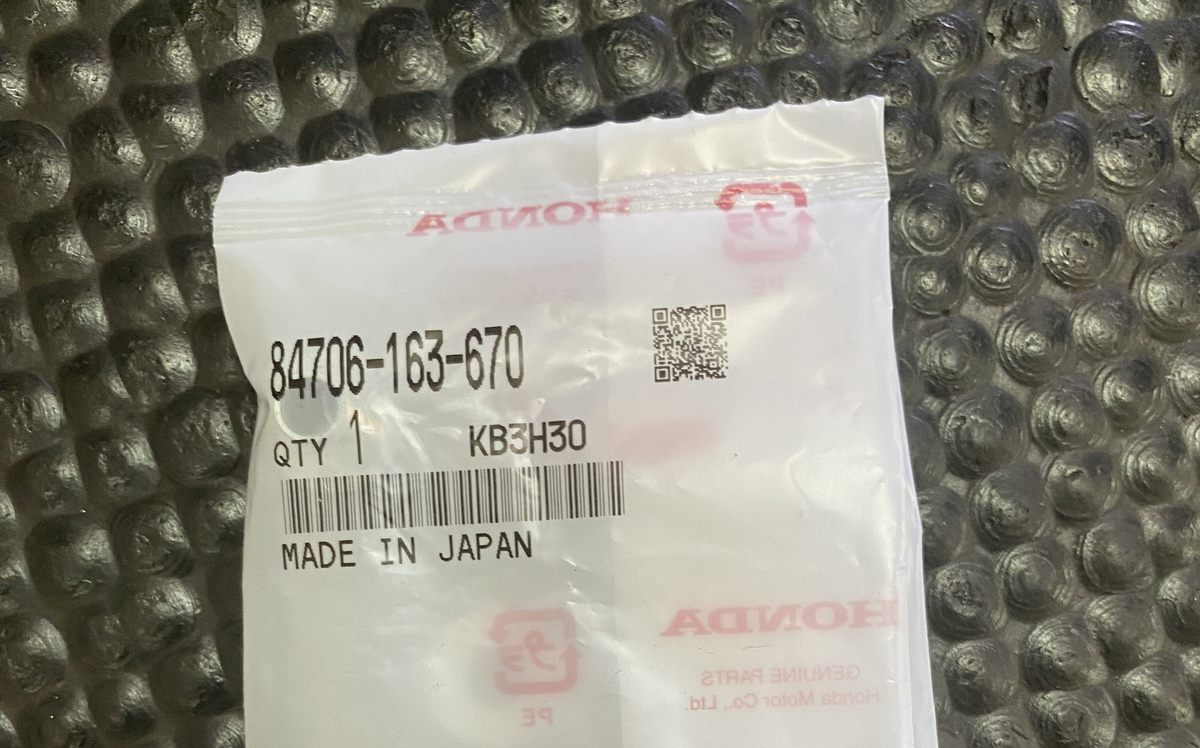 HONDA
プラ
PE
84706-163-670
QTY 1 KB3H30
MADE IN JAPAN
HONDA
GENUINE PARTS
Honda Motor Co., Ltd.
プラ
PE